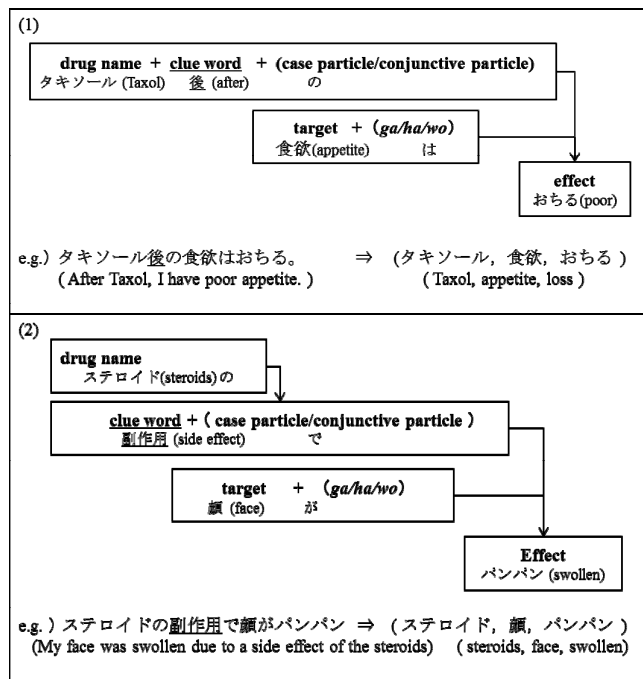 (1)
drug name + clue word + (case particle/conjunctive particle)
タキソール (Taxol) 後 (after) の
target + (ga/ha/wo)
食欲(appetite) は
effect
おちる(poor)
e.g.) タキソール後の食欲はおちる。 ⇒ (タキソール, 食欲, おちる )
( After Taxol, I have poor appetite. ) ( Taxol, appetite, loss )
(2)
drug name
ステロイド(steroids) の
clue word + ( case particle/conjunctive particle )
副作用 (side effect) で
target + (ga/ha/wo)
顔 (face) が
Effect
パンパン (swollen)
e.g. ) ステロイドの副作用で顔がパンパン ⇒ ( ステロイド, 顔, パンパン )
(My face was swollen due to a side effect of the steroids) ( steroids, face, swollen)